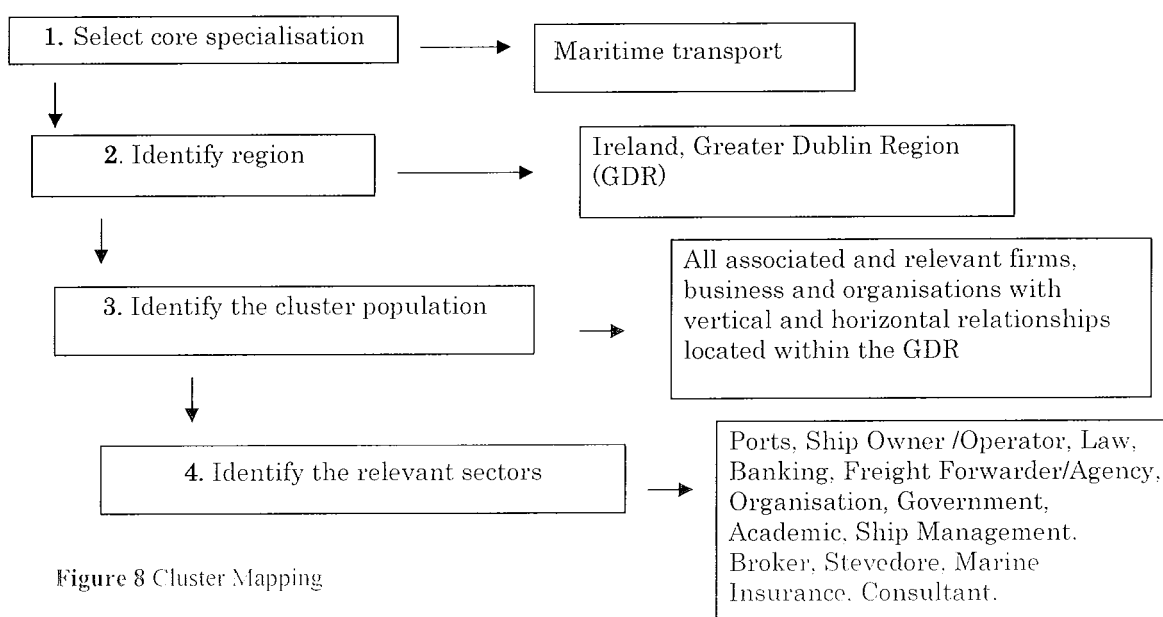 1. Select core specialisation
Maritime transport
2. Identify region
Ireland, Greater Dublin Region
(GDR)
3. Identify the cluster population
All associated and relevant firms,
business and organisations with
vertical and horizontal relationships
located within the GDR
4. Identify the relevant sectors
Ports, Ship Owner /Operator, Law,
Banking, Freight Forwarder/Agency,
Organisation, Government,
Academic, Ship Management,
Broker, Stevedore, Marine
Insurance, Consultant.
Figure 8 Cluster Mapping